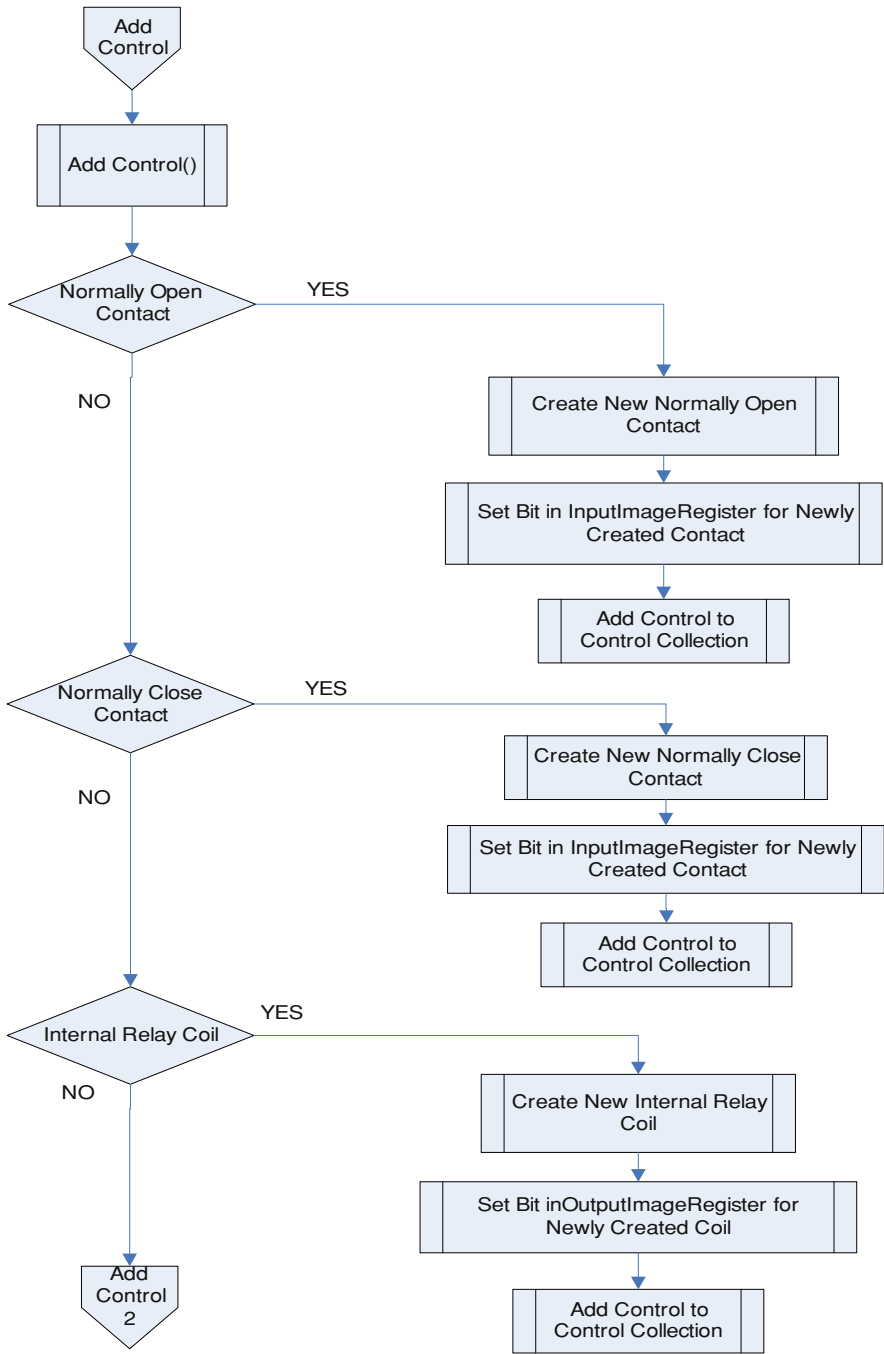 Add
Control
Add Control()
Normally Open
Contact
YES
NO
Create New Normally Open
Contact
Set Bit in InputImageRegister for Newly
Created Contact
Add Control to
Control Collection
Normally Close
Contact
YES
NO
Create New Normally Close
Contact
Set Bit in InputImageRegister for Newly
Created Contact
Add Control to
Control Collection
Internal Relay Coil
YES
NO
Create New Internal Relay
Coil
Set Bit inOutputImageRegister for
Newly Created Coil
Add Control to
Control Collection
Add
Control
2